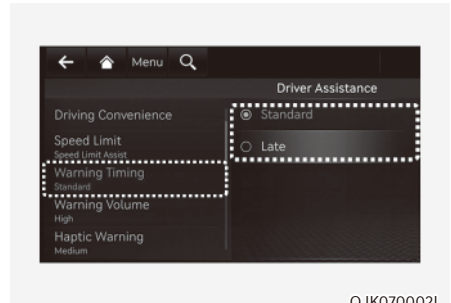 Menu
Driver Assistance
Driving Convenience
Speed Limit
Speed Limit Assist
Warning Timing
Standard
Warning Volume
High
Haptic Warning
Medium
Standard
Late